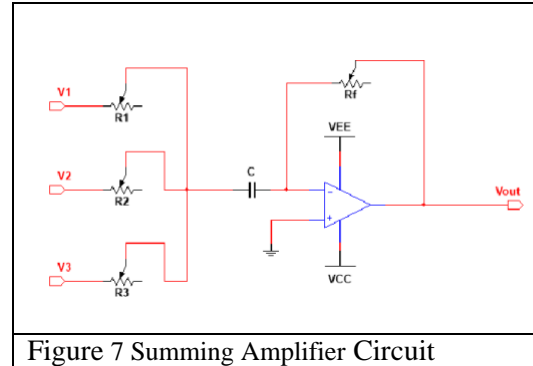 V1
R1
Rf
VEE
V2
R2
C
Vout
V3
R3
VCC
Figure 7 Summing Amplifier Circuit